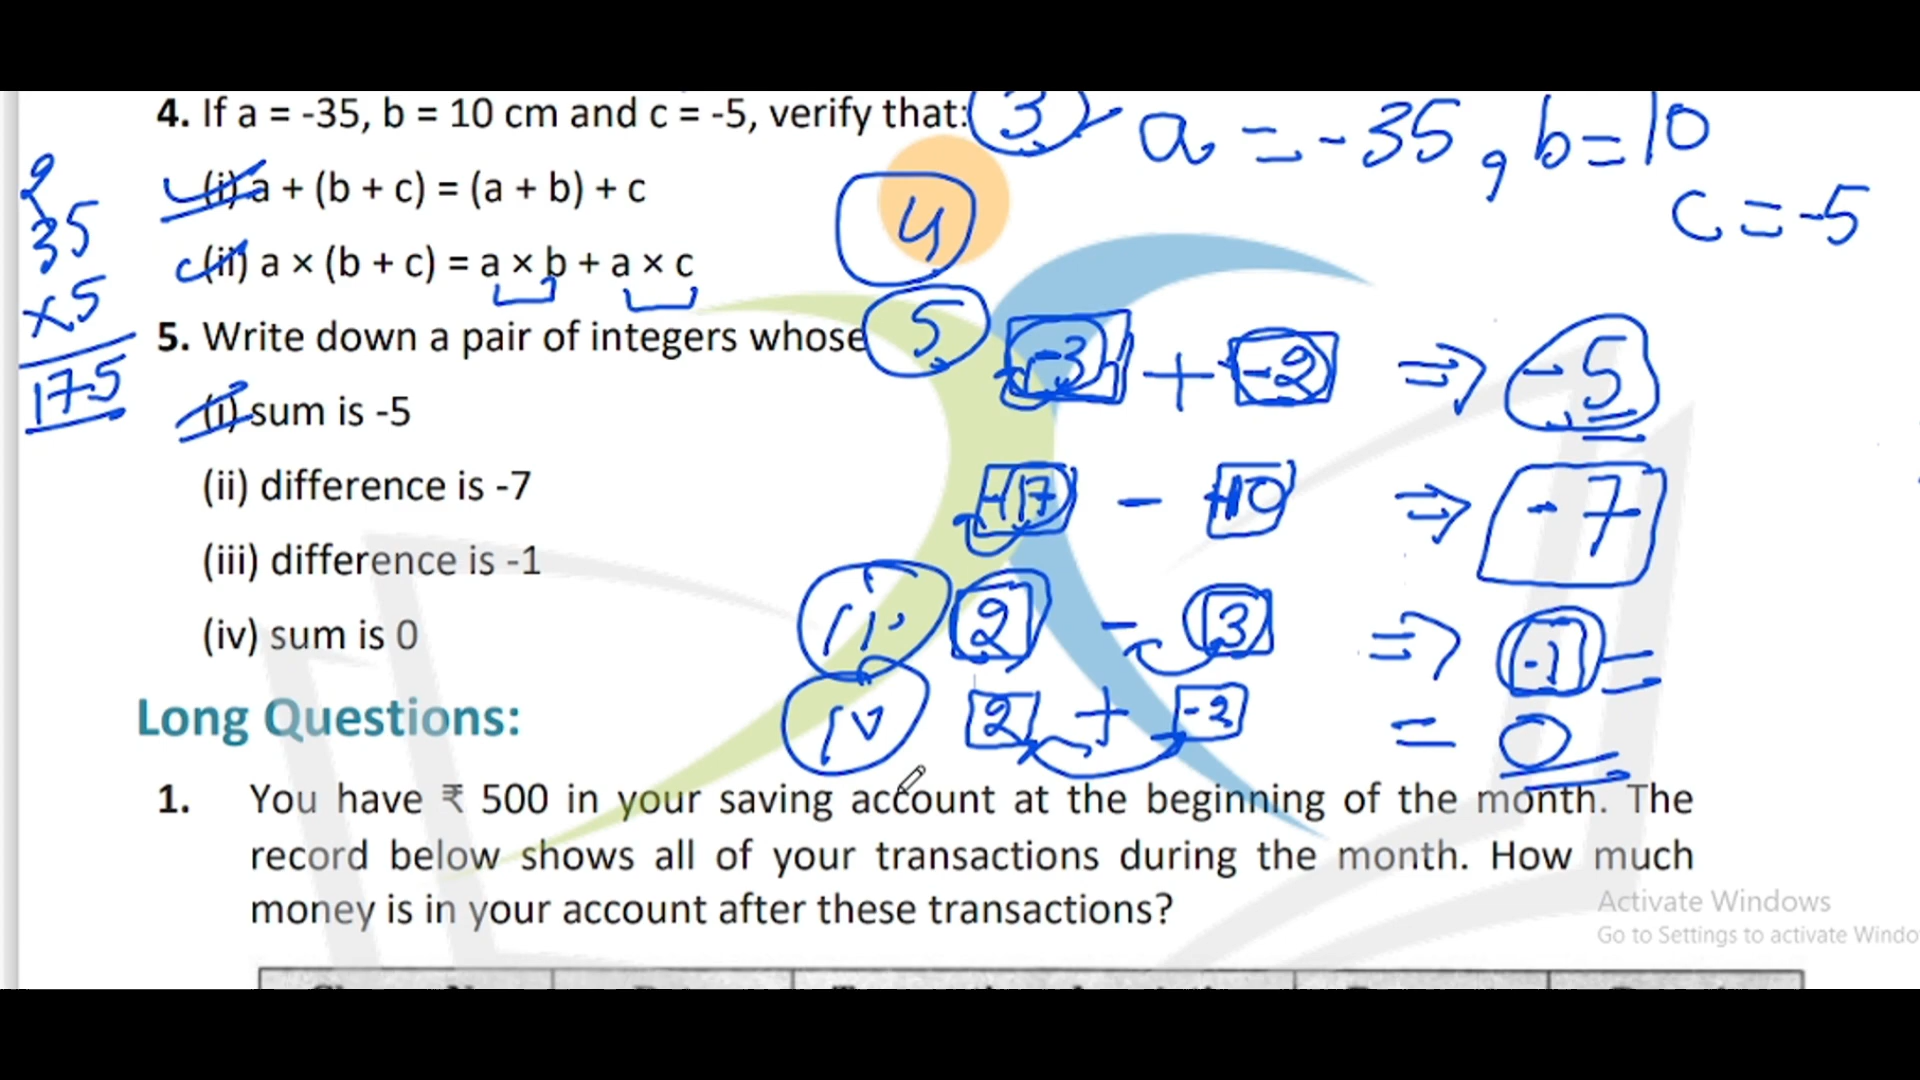 4. If a = -35, b = 10 cm and c = -5, verify that:
3 a = -35, b = 10
c = -5
(i) a + (b + c) = (a + b) + c
4
(ii) a × (b + c) = a × b + a × c
2
35
×5
175
5. Write down a pair of integers whose
5 -3 + -2 ⇒ -5
(i) sum is -5
(ii) difference is -7
-17 - -10 ⇒ -7
(iii) difference is -1
iii 2 - 3 ⇒ -1
(iv) sum is 0
iv 2 + -2 = 0
Long Questions:
1. You have ₹ 500 in your saving account at the beginning of the month. The
record below shows all of your transactions during the month. How much
money is in your account after these transactions?
Activate Windows
Go to Settings to activate Windo